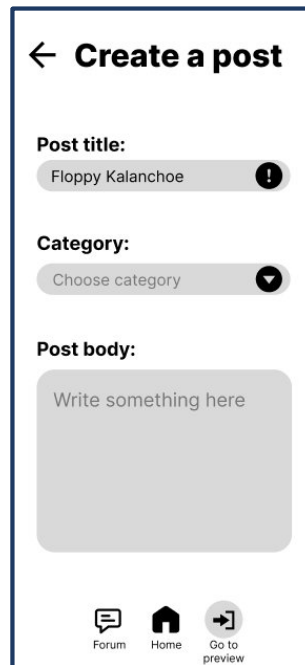 Create a post
Post title:
Floppy Kalanchoe
!
Category:
Choose category
Post body:
Write something here
Forum
Home
Go to
preview